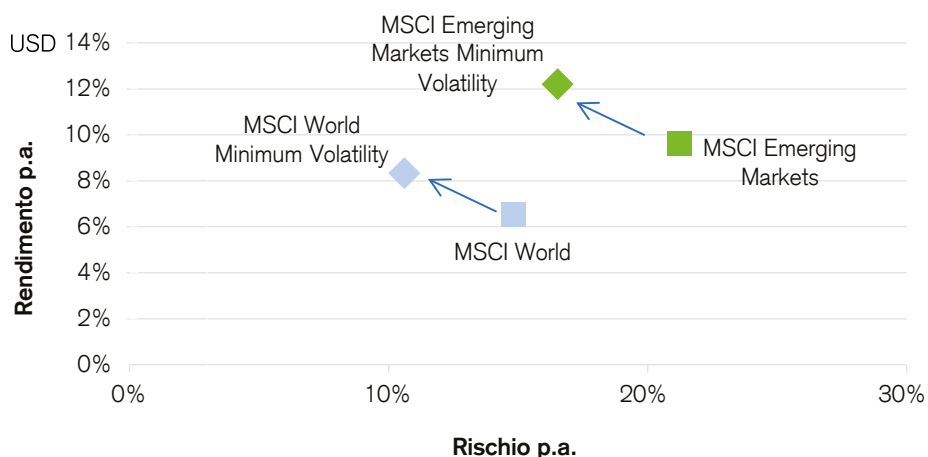 MSCI Emerging
Markets Minimum
Volatility
USD 14%
12%
MSCI World
Minimum Volatility
10%
MSCI Emerging
Markets
8%
6%
MSCI World
4%
2%
0%
Rendimento p.a.
0%
10%
20%
30%
Rischio p.a.